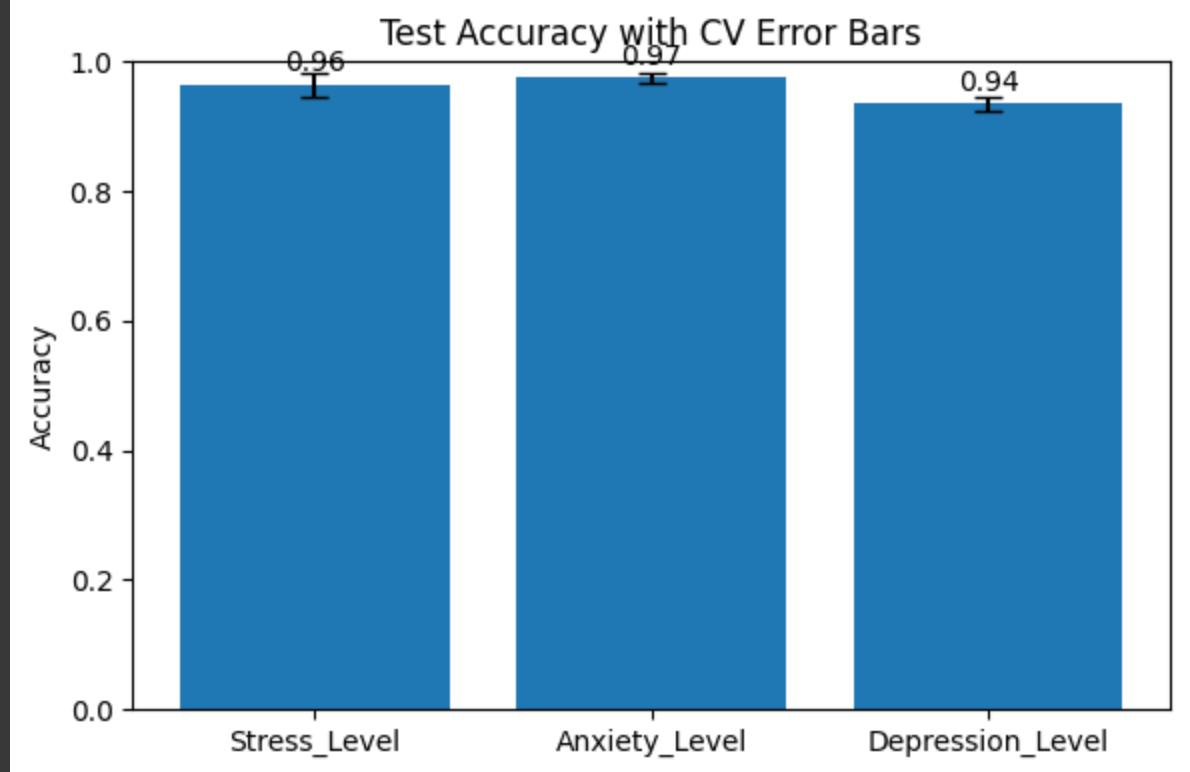 Test Accuracy with CV Error Bars
0.96
0.97
0.94
1.0
0.8
0.6
0.4
0.2
0.0
Accuracy
Stress_Level
Anxiety_Level
Depression_Level